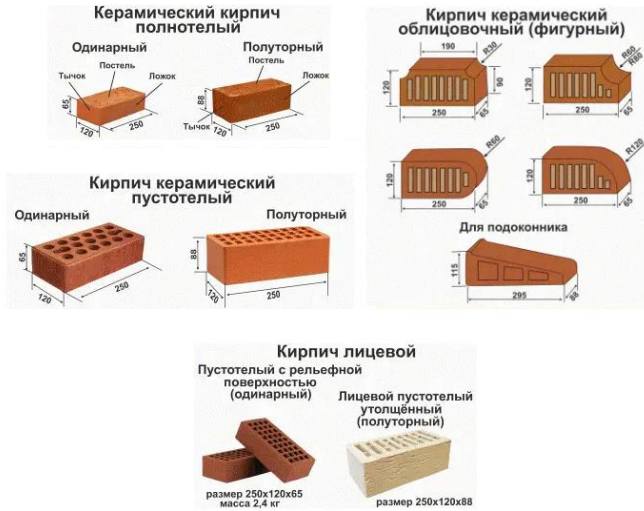 Керамический кирпич
полнотелый
Одинарный
Полуторный
Постель
Постель
Тычок
Ложок
Ложок
65
88
120
250
Тычок
120
250
Кирпич керамический
облицовочный (фигурный)
190
R30
R60
R80
120
90
120
250
65
250
65
R60
R120
120
120
250
65
250
65
Для подоконника
115
295
88
Кирпич керамический
пустотелый
Одинарный
Полуторный
65
88
120
250
120
250
Кирпич лицевой
Пустотелый с рельефной
поверхностью
(одинарный)
Лицевой пустотелый
утолщённый
(полуторный)
размер 250х120х65
масса 2,4 кг
размер 250х120х88